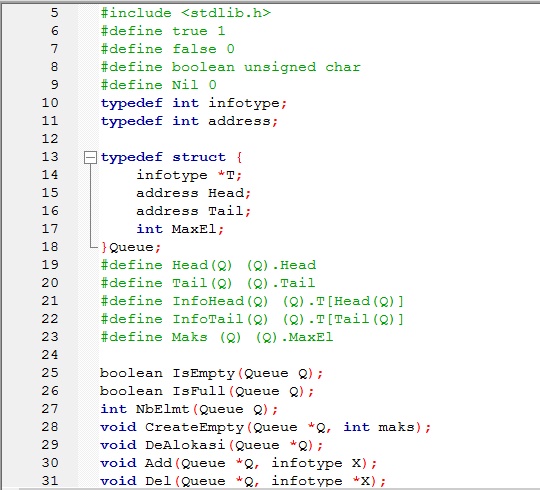 5 #include <stdlib.h>
6 #define true 1
7 #define false 0
8 #define boolean unsigned char
9 #define Nil 0
10 typedef int infotype;
11 typedef int address;
12
13 typedef struct {
14     infotype *T;
15     address Head;
16     address Tail;
17     int MaxEl;
18 }Queue;
19 #define Head(Q) (Q).Head
20 #define Tail(Q) (Q).Tail
21 #define InfoHead(Q) (Q).T[Head(Q)]
22 #define InfoTail(Q) (Q).T[Tail(Q)]
23 #define Maks (Q) (Q).MaxEl
24
25 boolean IsEmpty(Queue Q);
26 boolean IsFull(Queue Q);
27 int NbElmt(Queue Q);
28 void CreateEmpty(Queue *Q, int maks);
29 void DeAlokasi(Queue *Q);
30 void Add(Queue *Q, infotype X);
31 void Del(Queue *Q, infotype *X);